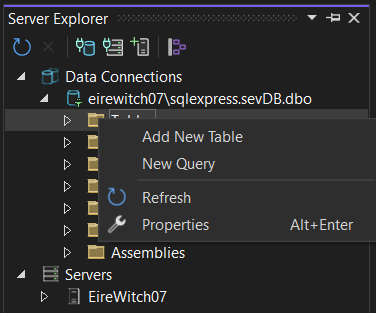 Server Explorer
Data Connections
eirewitch07\sqlexpress.sevDB.dbo
Add New Table
New Query
Refresh
Properties Alt+Enter
Assemblies
Servers
EireWitch07